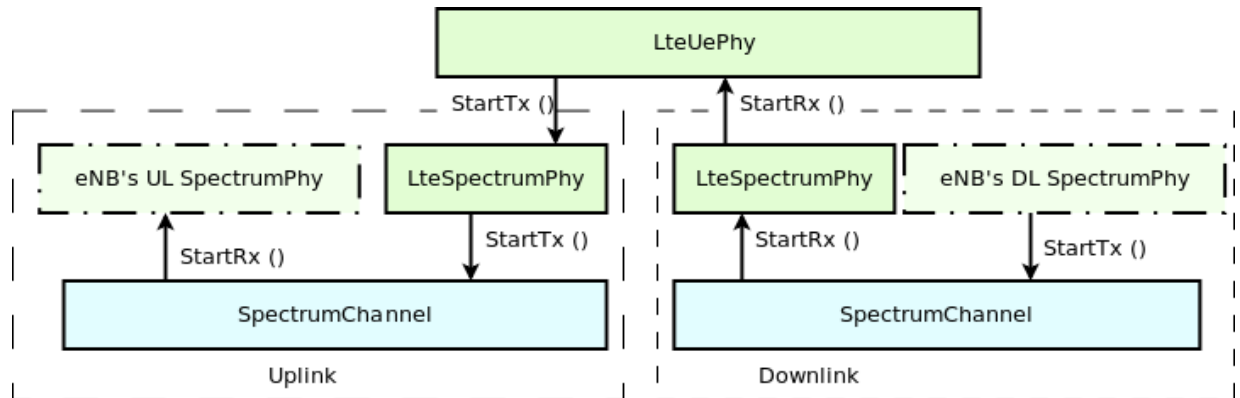 LteUePhy
StartTx ()
StartRx ()
eNB's UL SpectrumPhy
LteSpectrumPhy
LteSpectrumPhy
eNB's DL SpectrumPhy
StartRx ()
StartTx ()
StartRx ()
StartTx ()
SpectrumChannel
SpectrumChannel
Uplink
Downlink